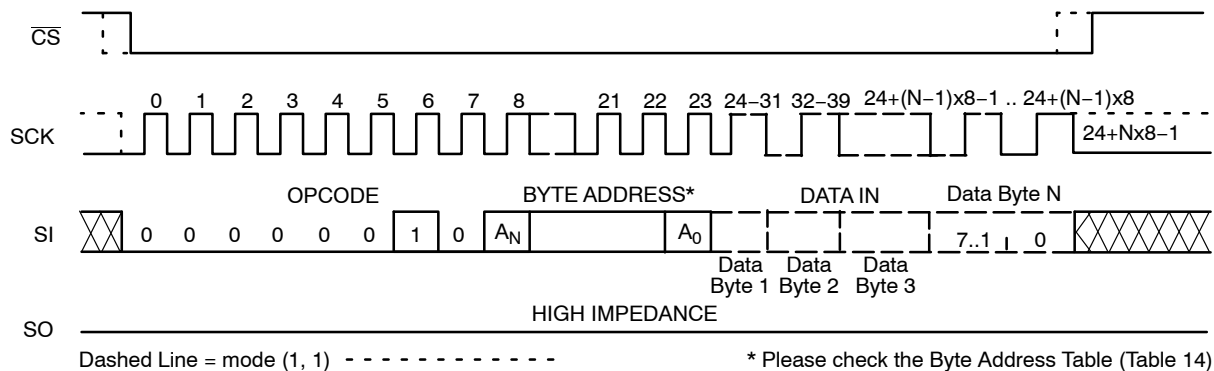 CS
0 1 2 3 4 5 6 7 8 21 22 23 24–31 32–39 24+(N–1)x8–1 .. 24+(N–1)x8
SCK
24+Nx8–1
OPCODE BYTE ADDRESS* DATA IN Data Byte N
SI
0 0 0 0 0 0 1 0 AN A0 7..1 0
Data Byte 1
Data Byte 2
Data Byte 3
HIGH IMPEDANCE
SO
Dashed Line = mode (1, 1) * Please check the Byte Address Table (Table 14)